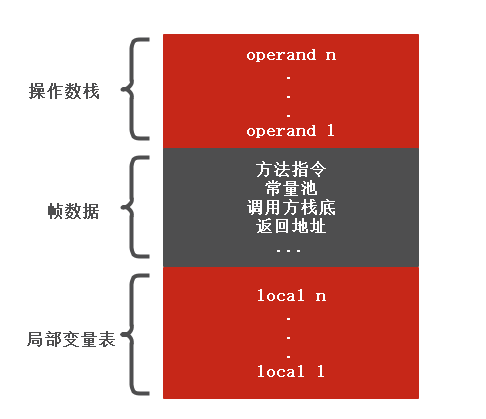 操作数栈
operand n
.
.
.
operand 1
帧数据
方法指令
常量池
调用方栈底
返回地址
...
局部变量表
local n
.
.
.
local 1